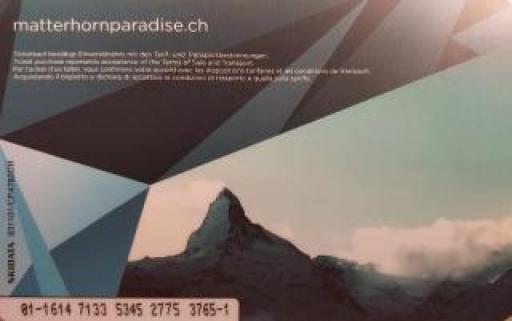 matterhornparadise.ch
Ticketkauf bestätigt Einverständnis mit den Tarif- und Transportbestimmungen.
Ticket purchase represents acceptance of the Terms of Sale and Transport.
Par l'achat d'un billet, vous confirmez votre accord avec les dispositions tarifaires et les conditions de transport.
Acquistando il biglietto si dichiara di accettare le condizioni di trasporto e quelle sulle tariffe.
SKIDATA
01-1614 7133 5345 2775 3765-1